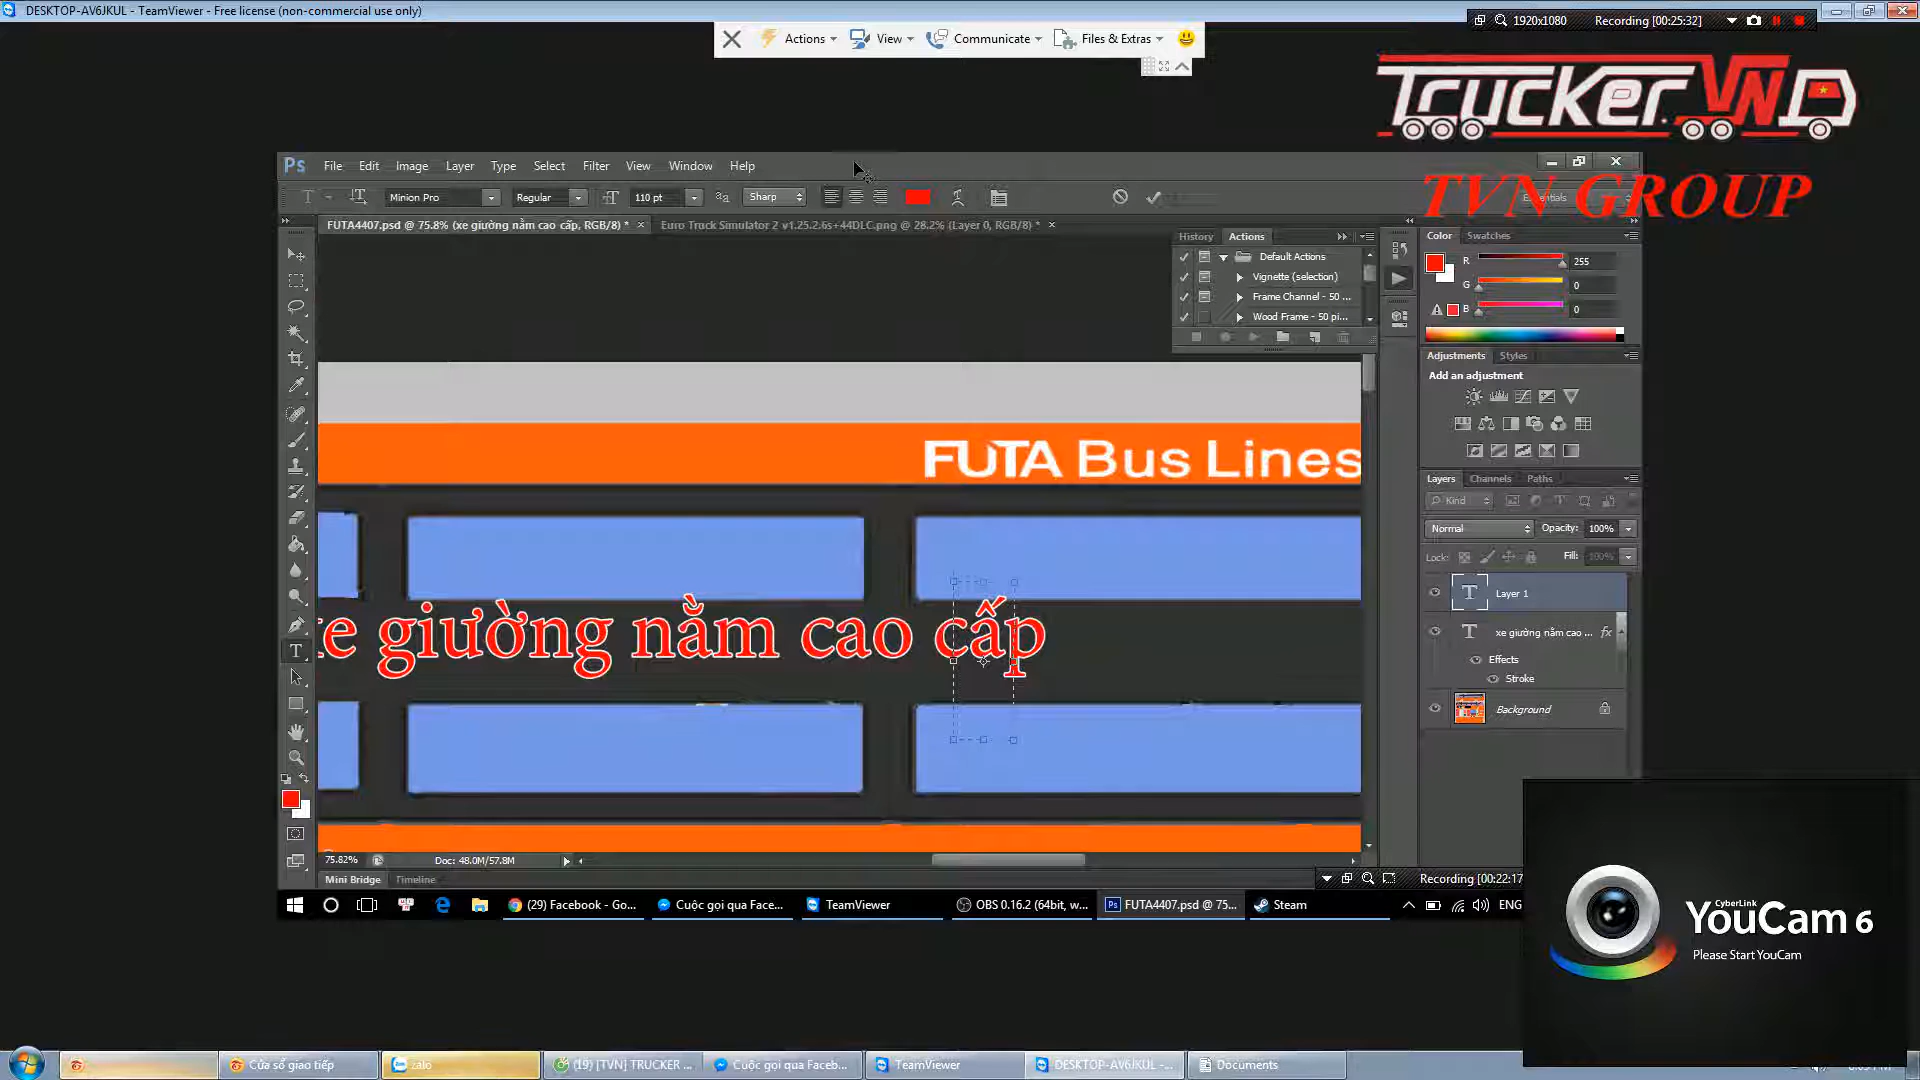 DESKTOP-AV6JKUL - TeamViewer - Free license (non-commercial use only)
1920x1080
Recording [00:25:32]
Actions
View
Communicate
Files & Extras
TRUCKER.VN
TVN GROUP
Ps
File
Edit
Image
Layer
Type
Select
Filter
View
Window
Help
Minion Pro
Regular
110 pt
Sharp
Essentials
FUTA4407.psd @ 75.8% (xe giường nằm cao cấp, RGB/8) *
Euro Truck Simulator 2 v1.25.2.6s+44DLC.png @ 28.2% (Layer 0, RGB/8) *
History
Actions
Default Actions
Vignette (selection)
Frame Channel - 50 ...
Wood Frame - 50 pi...
Color
Swatches
R
255
G
0
B
0
Adjustments
Styles
Add an adjustment
Layers
Channels
Paths
Kind
Normal
Opacity:
100%
Lock:
Fill:
100%
Layer 1
xe giường nằm cao ...
fx
Effects
Stroke
Background
FUTA Bus Lines
xe giường nằm cao cấp
75.82%
Doc: 48.0M/57.8M
Mini Bridge
Timeline
Recording [00:22:17
(29) Facebook - Go...
Cuộc gọi qua Face...
TeamViewer
OBS 0.16.2 (64bit, w...
FUTA4407.psd @ 75...
Steam
ENG
CyberLink
YouCam 6
Please Start YouCam
Cửa sổ giao tiếp
zalo
(19) [TVN] TRUCKER ...
Cuộc gọi qua Faceb...
TeamViewer
DESKTOP-AV6JKUL -...
Documents